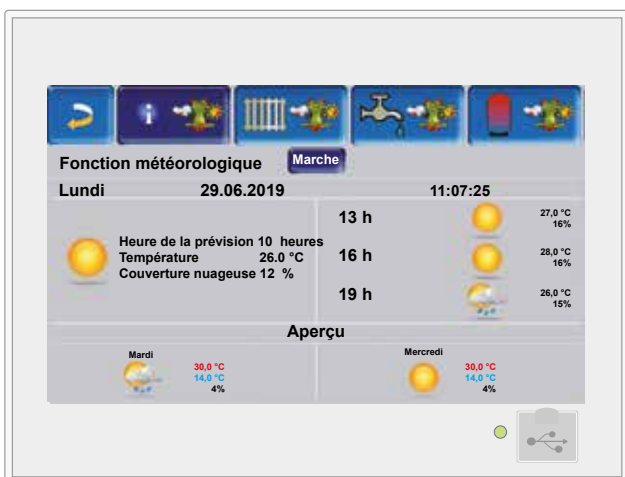 i
Fonction météorologique Marche
Lundi 29.06.2019 11:07:25
Heure de la prévision 10 heures
Température 26.0 °C
Couverture nuageuse 12 %
13 h 27,0 °C
16%
16 h 28,0 °C
16%
19 h 26,0 °C
15%
Aperçu
Mardi
30,0 °C
14,0 °C
4%
Mercredi
30,0 °C
14,0 °C
4%